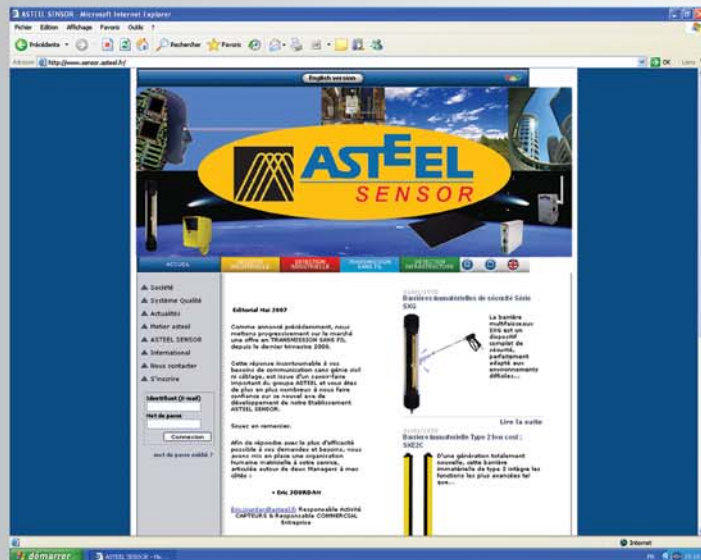 ASTEEL SENSOR - Microsoft Internet Explorer
Fichier Edition Affichage Favoris Outils ?
Précédente Rechercher Favoris
Adresse http://www.sensor.asteel.fr/ OK Liens
English version
ASTEEL
SENSOR
ACCUEIL
DETECTION
INDUSTRIELLE
TRANSMISSION
SANS FIL
DETECTION
INFRASTRUCTURE
Société
Système Qualité
Actualités
Metier asteel
ASTEEL SENSOR
International
Nous contacter
S'inscrire
Identifiant (E-mail)
Mot de passe
Connexion
mot de passe oublié ?
Editorial Mai 2007
Comme annoncé précédemment, nous
mettons progressivement sur le marché
une offre en TRANSMISSION SANS FIL,
depuis le dernier trimestre 2006.
Cette réponse incontournable à vos
besoins de communication sans génie civil
ni câblage, est issue d'un savoir-faire
important du groupe ASTEEL et vous êtes
de plus en plus nombreux à nous faire
confiance sur ce nouvel axe de
développement de notre Etablissement
ASTEEL SENSOR.
Soyez en remercier.
Afin de répondre avec le plus d'efficacité
possible à vos demandes et besoins, nous
avons mis en place une organisation
humaine matricielle à votre service,
articulée autour de deux Managers à mes
côtés :
• Eric JOURDAN
Responsable Activité
CAPTEURS & Responsable COMMERCIAL
Entreprise
Barrières immatérielles de sécurité Série
SXG
La barrière
multifaisceaux
SXG est un
dispositif
complet de
sécurité,
parfaitement
adapté aux
environnements
difficiles...
Lire la suite
Barrière immatérielle Type 2 low cost :
SKE2C
D'une génération totalement
nouvelle, cette barrière
immatérielle de type 2 intègre les
fonctions les plus avancées tel
que...
Internet
démarrer ASTEEL SENSOR - Mic... FR